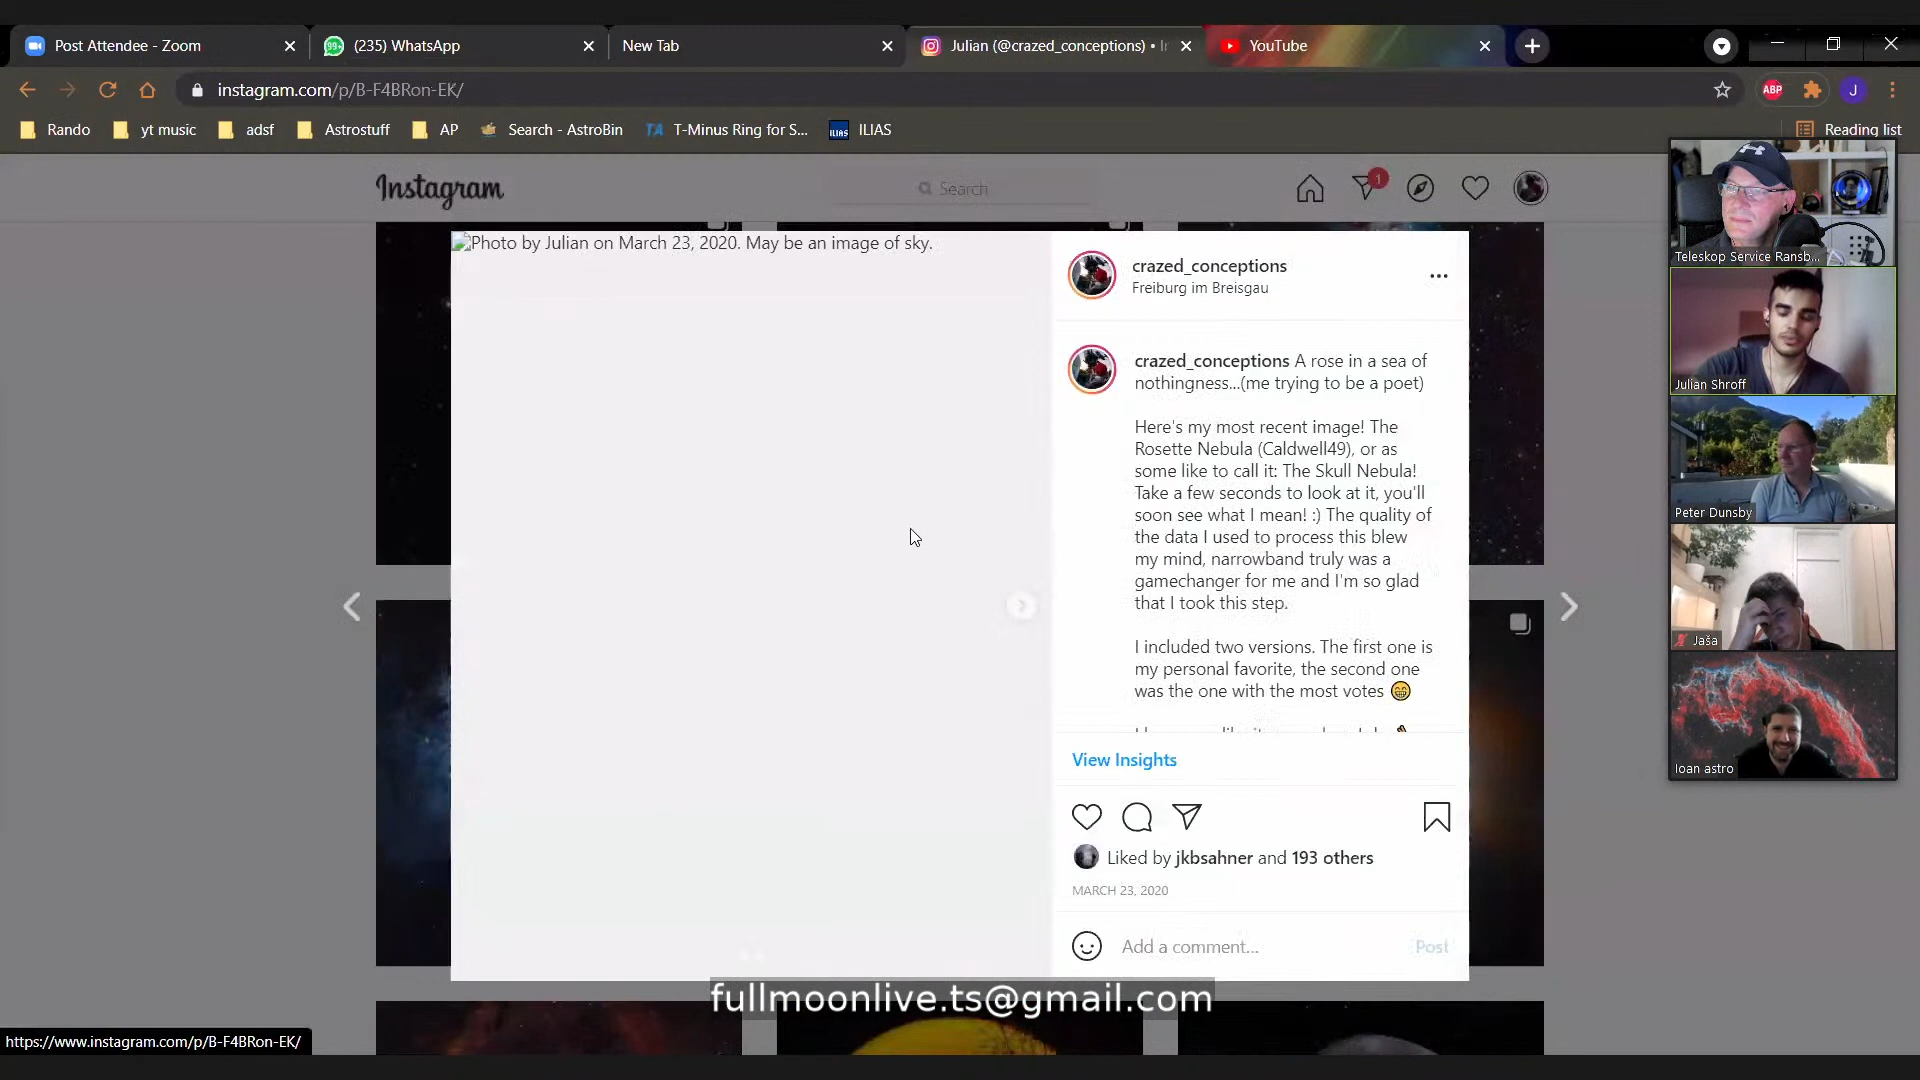 Post Attendee - Zoom
(235) WhatsApp
New Tab
Julian (@crazed_conceptions) •
YouTube
instagram.com/p/B-F4BRon-EK/
ABP
J
Rando
yt music
adsf
Astrostuff
AP
Search - AstroBin
TA
T-Minus Ring for S...
ILIAS
ILIAS
Reading list
Instagram
Search
1
Photo by Julian on March 23, 2020. May be an image of sky.
crazed_conceptions
Freiburg im Breisgau
crazed_conceptions A rose in a sea of
nothingness...(me trying to be a poet)
Here's my most recent image! The
Rosette Nebula (Caldwell49), or as
some like to call it: The Skull Nebula!
Take a few seconds to look at it, you'll
soon see what I mean! :) The quality of
the data I used to process this blew
my mind, narrowband truly was a
gamechanger for me and I'm so glad
that I took this step.
I included two versions. The first one is
my personal favorite, the second one
was the one with the most votes 😁
View Insights
Liked by jkbsahner and 193 others
MARCH 23, 2020
Add a comment...
Post
Teleskop Service Ransb...
Julian Shroff
Peter Dunsby
Jaša
Ioan astro
fullmoonlive.ts@gmail.com
https://www.instagram.com/p/B-F4BRon-EK/